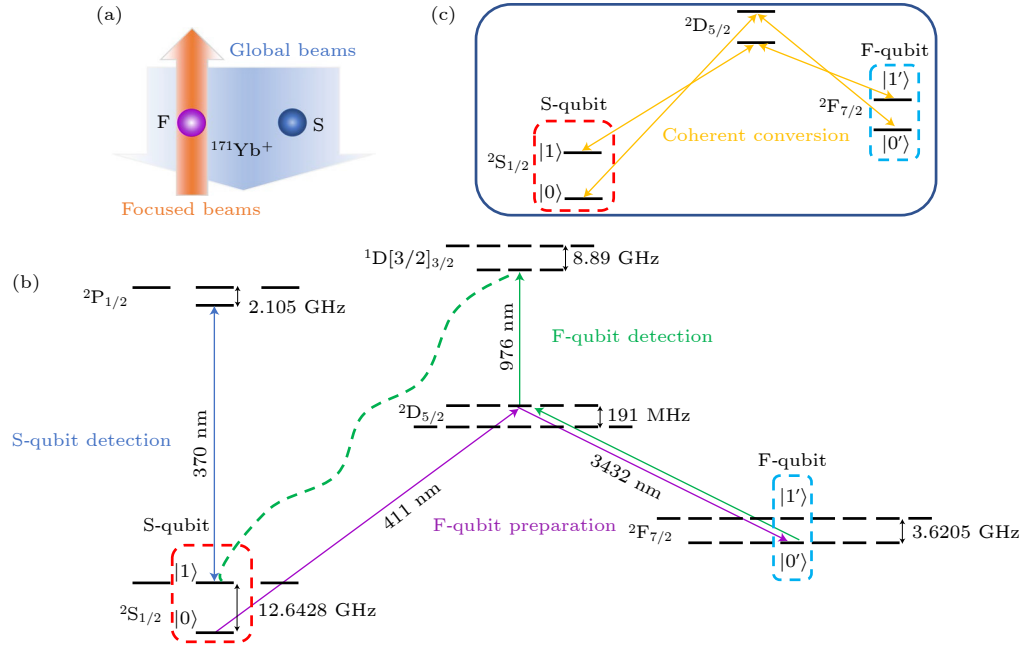 (a)
Global beams
F
S
¹⁷¹Yb⁺
Focused beams
(c)
²D₅/₂
F-qubit
|1′⟩
S-qubit
²F₇/₂
Coherent conversion
|1⟩
|0′⟩
²S₁/₂
|0⟩
(b)
¹D[3/2]₃/₂
8.89 GHz
²P₁/₂
2.105 GHz
976 nm
F-qubit detection
²D₅/₂
191 MHz
S-qubit detection
370 nm
411 nm
3432 nm
F-qubit
|1′⟩
S-qubit
F-qubit preparation
²F₇/₂
3.6205 GHz
|0′⟩
|1⟩
²S₁/₂
|0⟩
12.6428 GHz